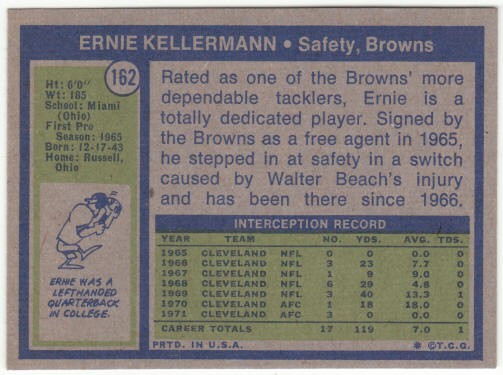 ERNIE KELLERMANN • Safety, Browns
162
Ht: 6'0"
Wt: 185
School: Miami
(Ohio)
First Pro
Season: 1965
Born: 12-17-43
Home: Russell,
Ohio
ERNIE WAS A
LEFTHANDED
QUARTERBACK
IN COLLEGE.
Rated as one of the Browns' more
dependable tacklers, Ernie is a
totally dedicated player. Signed by
the Browns as a free agent in 1965,
he stepped in at safety in a switch
caused by Walter Beach's injury
and has been there since 1966.
INTERCEPTION RECORD
YEAR TEAM NO. YDS. AVG. TDS.
1965 CLEVELAND NFL 0 0 0.0 0
1966 CLEVELAND NFL 3 23 7.7 0
1967 CLEVELAND NFL 1 9 9.0 0
1968 CLEVELAND NFL 6 29 4.8 0
1969 CLEVELAND NFL 3 40 13.3 1
1970 CLEVELAND AFC 1 18 18.0 0
1971 CLEVELAND AFC 3 0 0.0 0
CAREER TOTALS 17 119 7.0 1
PRTD. IN U.S.A. * © T.C.G.